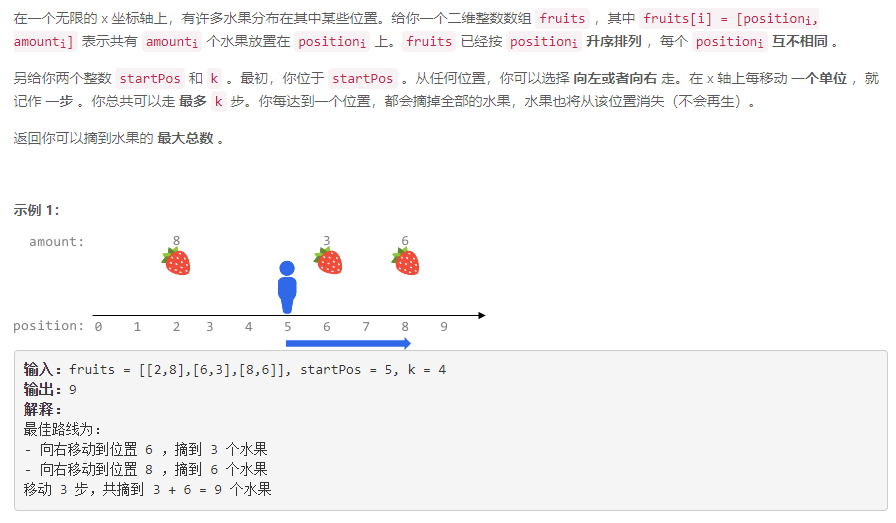 在一个无限的 x 坐标轴上，有许多水果分布在其中某些位置。给你一个二维整数数组 fruits ，其中 fruits[i] = [positioni,
amounti] 表示共有 amounti 个水果放置在 positioni 上。fruits 已经按 positioni 升序排列 ，每个 positioni 互不相同 。
另给你两个整数 startPos 和 k 。最初，你位于 startPos 。从任何位置，你可以选择 向左或者向右 走。在 x 轴上每移动 一个单位 ，就
记作 一步 。你总共可以走 最多 k 步。你每达到一个位置，都会摘掉全部的水果，水果也将从该位置消失（不会再生）。
返回你可以摘到水果的 最大总数 。
示例 1：
amount: 8 3 6
position: 0 1 2 3 4 5 6 7 8 9
输入：fruits = [[2,8],[6,3],[8,6]], startPos = 5, k = 4
输出：9
解释：
最佳路线为：
- 向右移动到位置 6 ，摘到 3 个水果
- 向右移动到位置 8 ，摘到 6 个水果
移动 3 步，共摘到 3 + 6 = 9 个水果